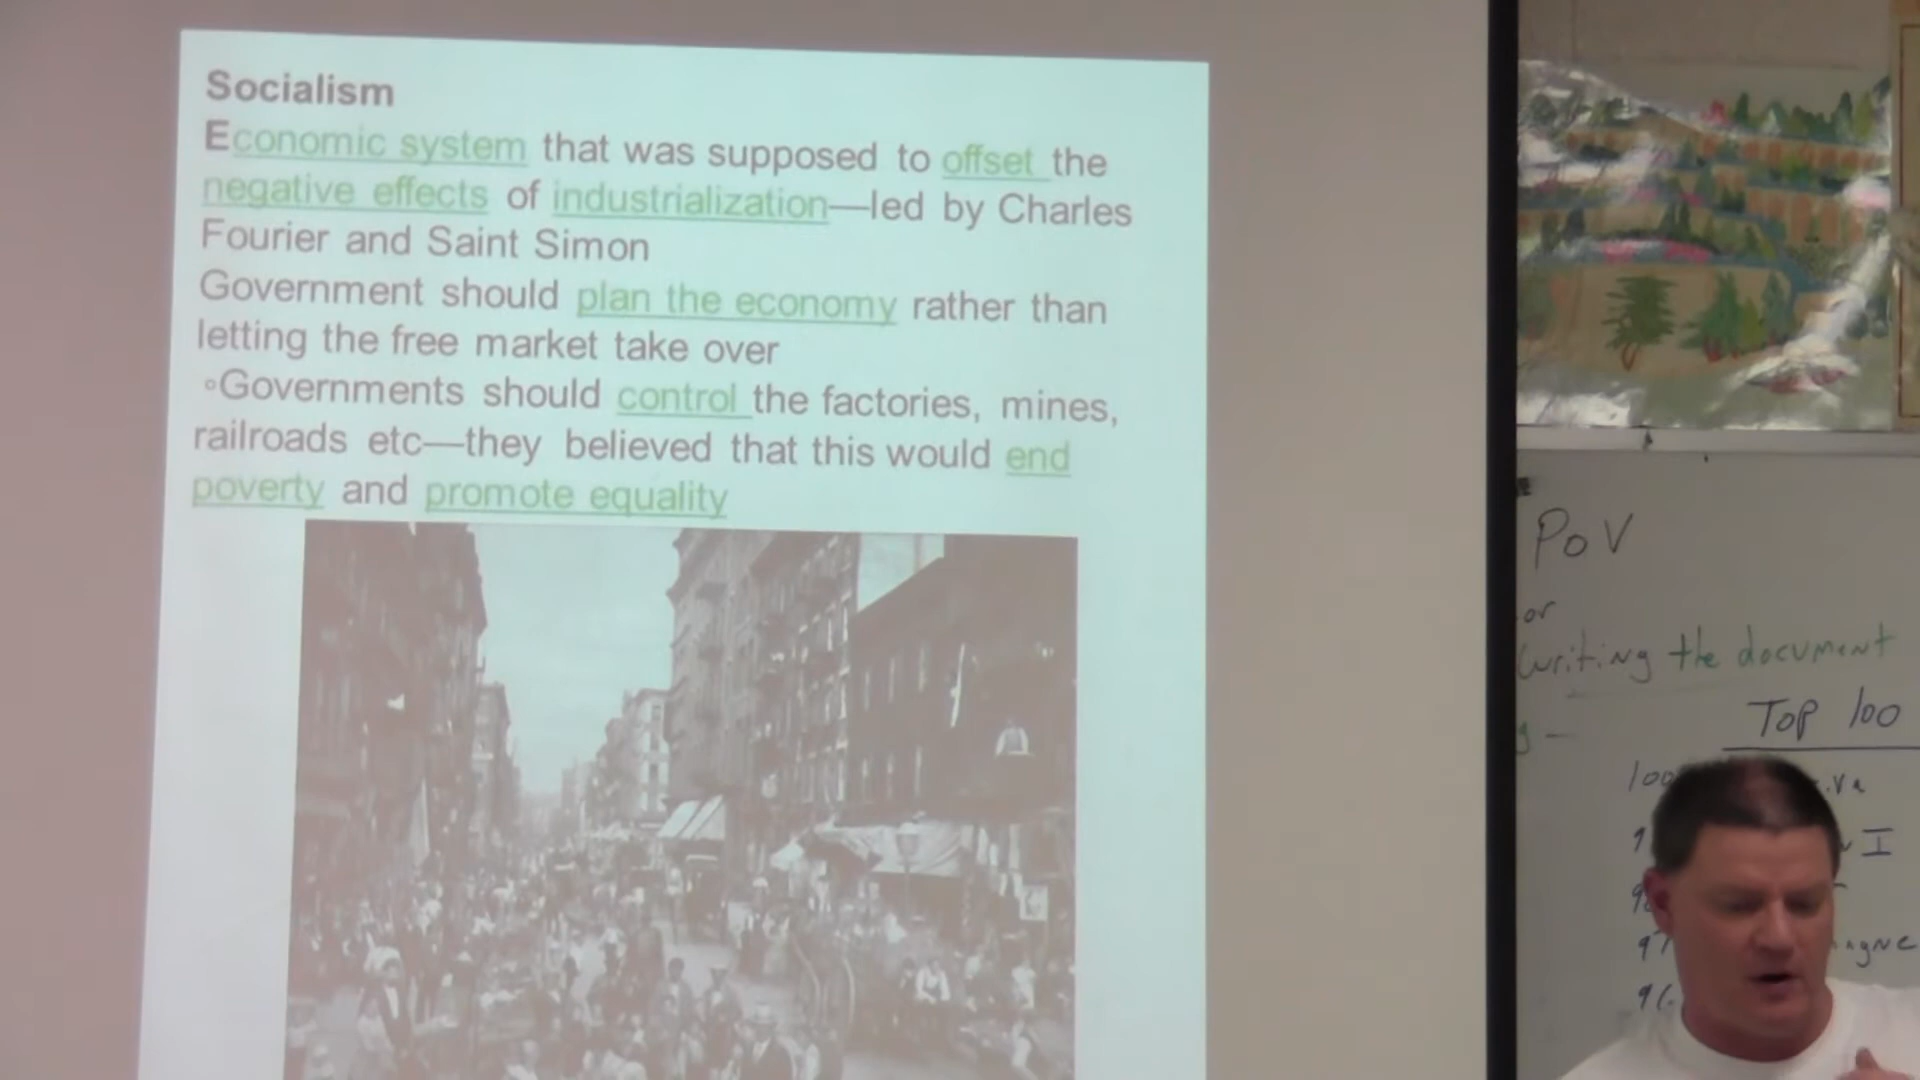 Socialism
Economic system that was supposed to offset the
negative effects of industrialization—led by Charles
Fourier and Saint Simon
Government should plan the economy rather than
letting the free market take over
◦Governments should control the factories, mines,
railroads etc—they believed that this would end
poverty and promote equality
PoV
or
writing the document
Top 100
100
I
97